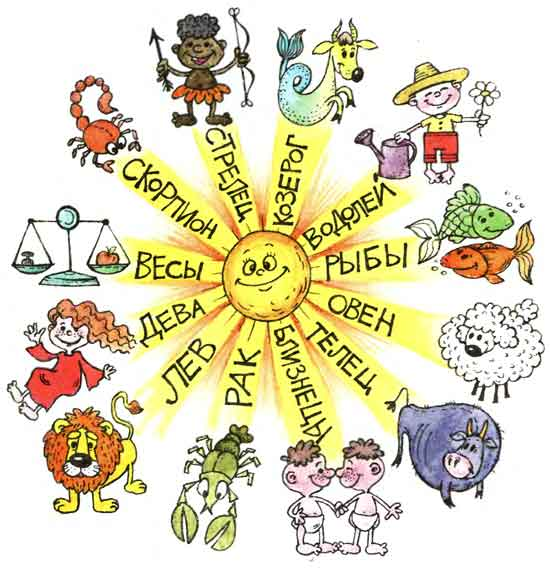 СТРЕЛЕЦ
КОЗЕРОГ
ВОДОЛЕЙ
РЫБЫ
ОВЕН
ТЕЛЕЦ
БЛИЗНЕЦЫ
РАК
ЛЕВ
ДЕВА
ВЕСЫ
СКОРПИОН